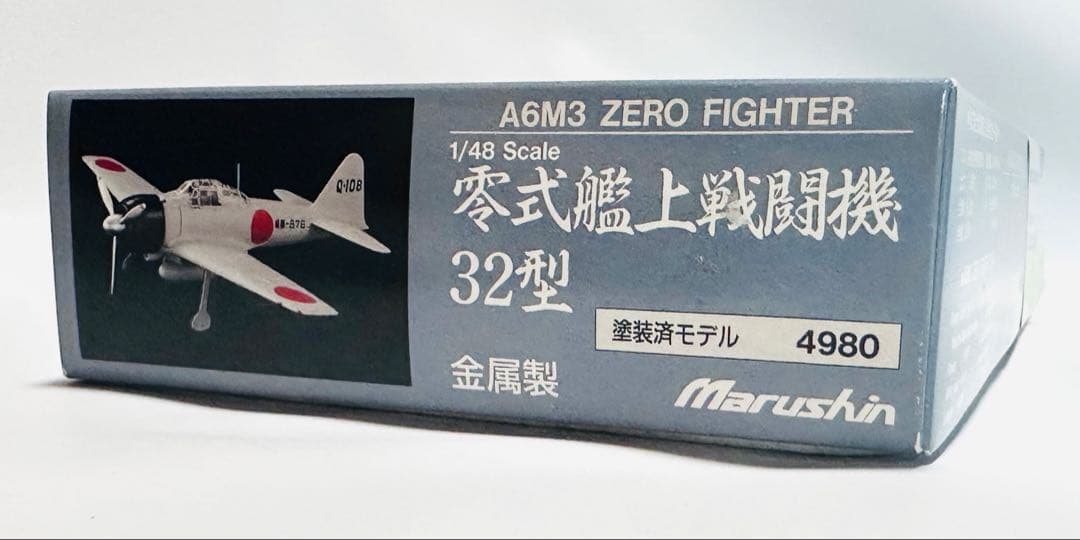 A6M3 ZERO FIGHTER
1/48 Scale
零式艦上戦闘機
32型
塗装済モデル 4980
金属製
Marushin
Q-108